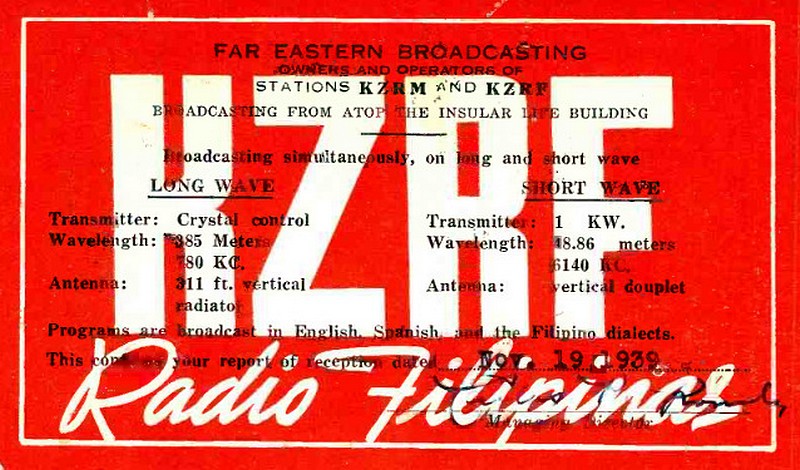 FAR EASTERN BROADCASTING
OWNERS AND OPERATORS OF
STATIONS KZRM AND KZRF
BROADCASTING FROM ATOP THE INSULAR LIFE BUILDING
Broadcasting simultaneously, on long and short wave
LONG WAVE
Transmitter: Crystal control
Wavelength: 385 Meters
780 KC.
Antenna: 311 ft. vertical
radiator
SHORT WAVE
Transmitter: 1 KW.
Wavelength: 48.86 meters
6140 KC.
Antenna: vertical douplet
KZRF
Programs are broadcast in English, Spanish, and the Filipino dialects.
This confirms your report of reception dated Nov. 19, 1939
Radio Filipinas
Managing Director